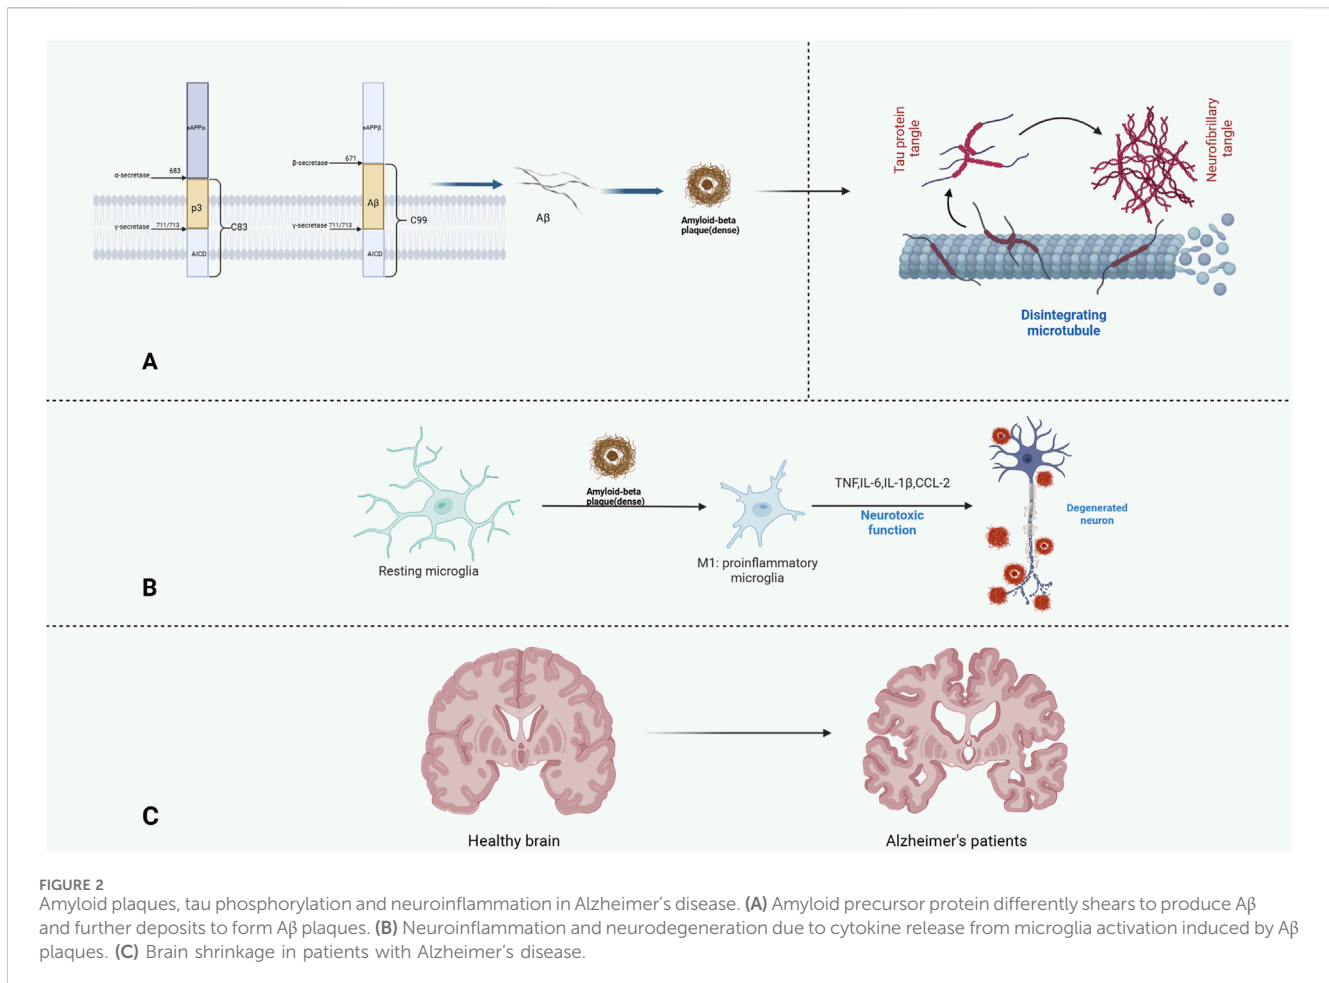 sAPPα
α-secretase
683
p3
γ-secretase
711/713
C83
AICD
sAPPβ
β-secretase
671
Aβ
γ-secretase 711/713
C99
AICD
Aβ
Amyloid-beta
plaque(dense)
Tau protein
tangle
Neurofibrillary
tangle
Disintegrating
microtubule
A
Resting microglia
Amyloid-beta
plaque(dense)
M1: proinflammatory
microglia
TNF,IL-6,IL-1β,CCL-2
Neurotoxic
function
Degenerated
neuron
B
Healthy brain
Alzheimer's patients
C
FIGURE 2
Amyloid plaques, tau phosphorylation and neuroinflammation in Alzheimer's disease. (A) Amyloid precursor protein differently shears to produce Aβ
and further deposits to form Aβ plaques. (B) Neuroinflammation and neurodegeneration due to cytokine release from microglia activation induced by Aβ
plaques. (C) Brain shrinkage in patients with Alzheimer's disease.